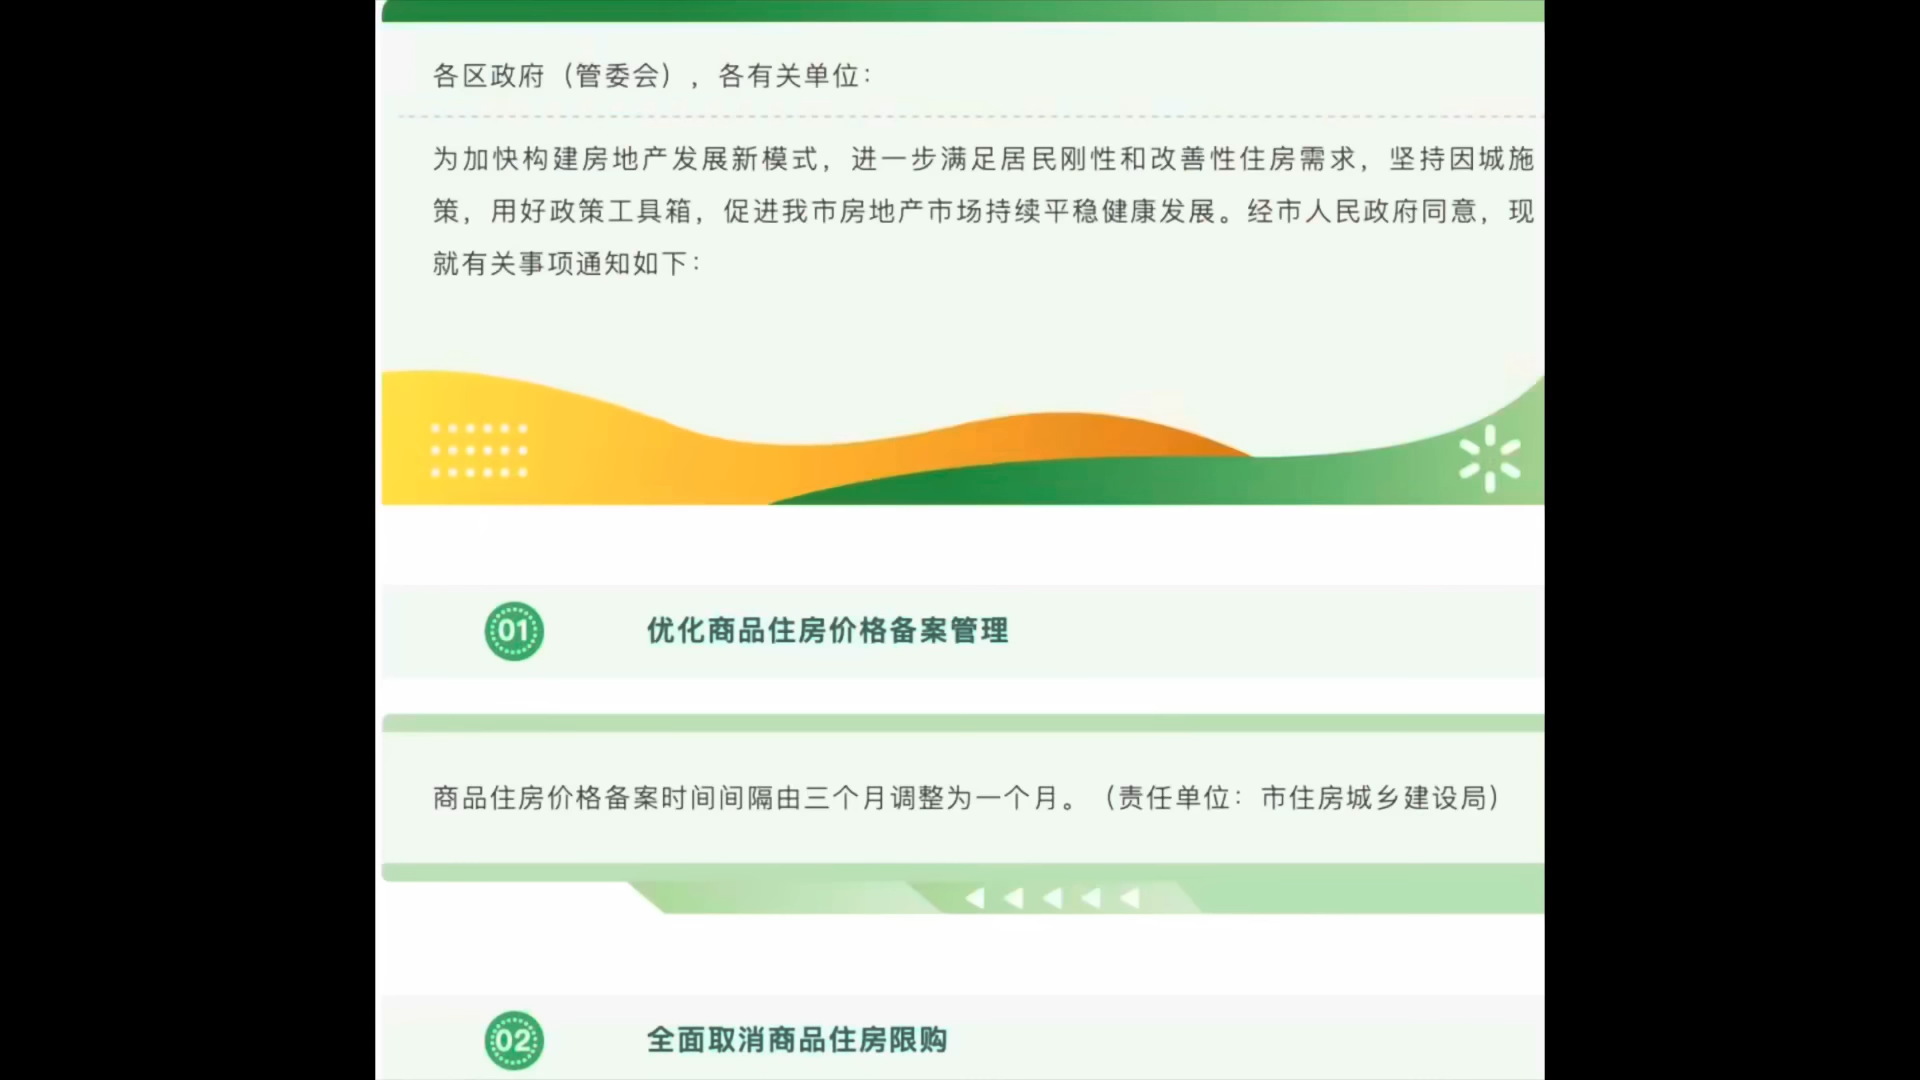 各区政府（管委会），各有关单位：
为加快构建房地产发展新模式，进一步满足居民刚性和改善性住房需求，坚持因城施
策，用好政策工具箱，促进我市房地产市场持续平稳健康发展。经市人民政府同意，现
就有关事项通知如下：
01 优化商品住房价格备案管理
商品住房价格备案时间间隔由三个月调整为一个月。（责任单位：市住房城乡建设局）
02 全面取消商品住房限购